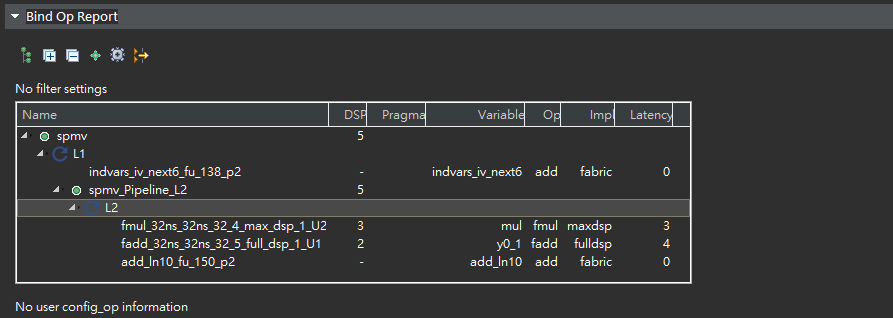 Bind Op Report
No filter settings
Name DSP Pragma Variable Op Impl Latency
spmv 5
L1
indvars_iv_next6_fu_138_p2 - indvars_iv_next6 add fabric 0
spmv_Pipeline_L2 5
L2
fmul_32ns_32ns_32_4_max_dsp_1_U2 3 mul fmul maxdsp 3
fadd_32ns_32ns_32_5_full_dsp_1_U1 2 y0_1 fadd fulldsp 4
add_ln10_fu_150_p2 - add_ln10 add fabric 0
No user config_op information